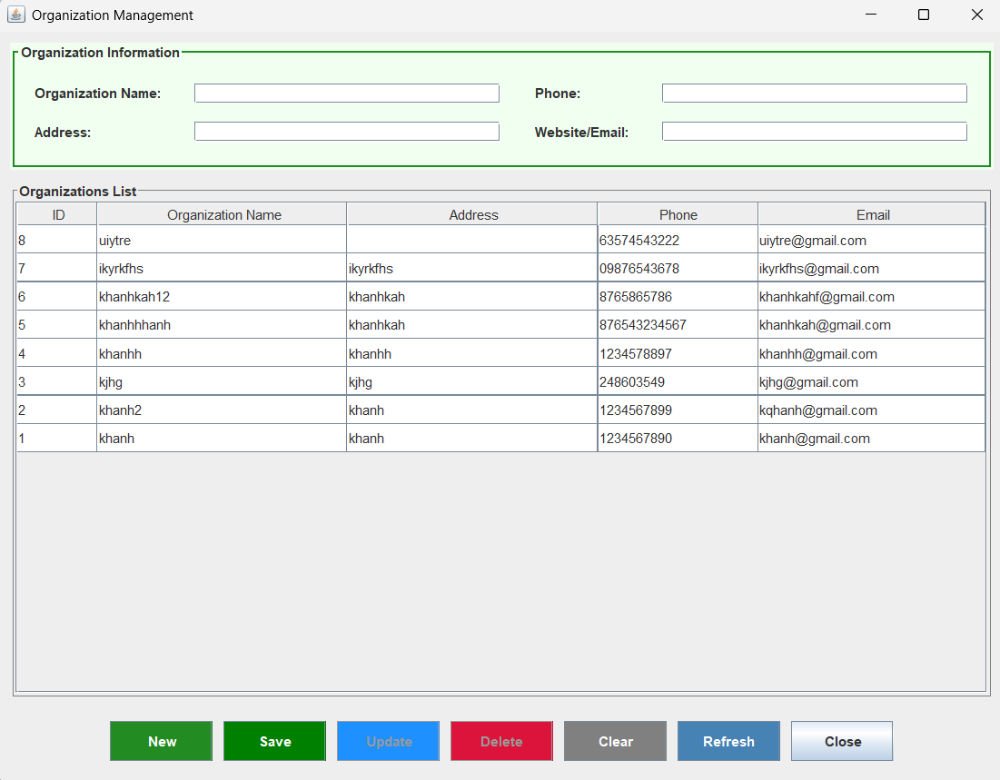 Organization Management
Organization Information
Organization Name: Phone:
Address: Website/Email:
Organizations List
ID Organization Name Address Phone Email
8 uiytre 63574543222 uiytre@gmail.com
7 ikyrkfhs ikyrkfhs 09876543678 ikyrkfhs@gmail.com
6 khanhkah12 khanhkah 8765865786 khanhkahf@gmail.com
5 khanhhhanh khanhkah 876543234567 khanhkah@gmail.com
4 khanhh khanhh 1234578897 khanhh@gmail.com
3 kjhg kjhg 248603549 kjhg@gmail.com
2 khanh2 khanh 1234567899 kqhanh@gmail.com
1 khanh khanh 1234567890 khanh@gmail.com
New Save Update Delete Clear Refresh Close